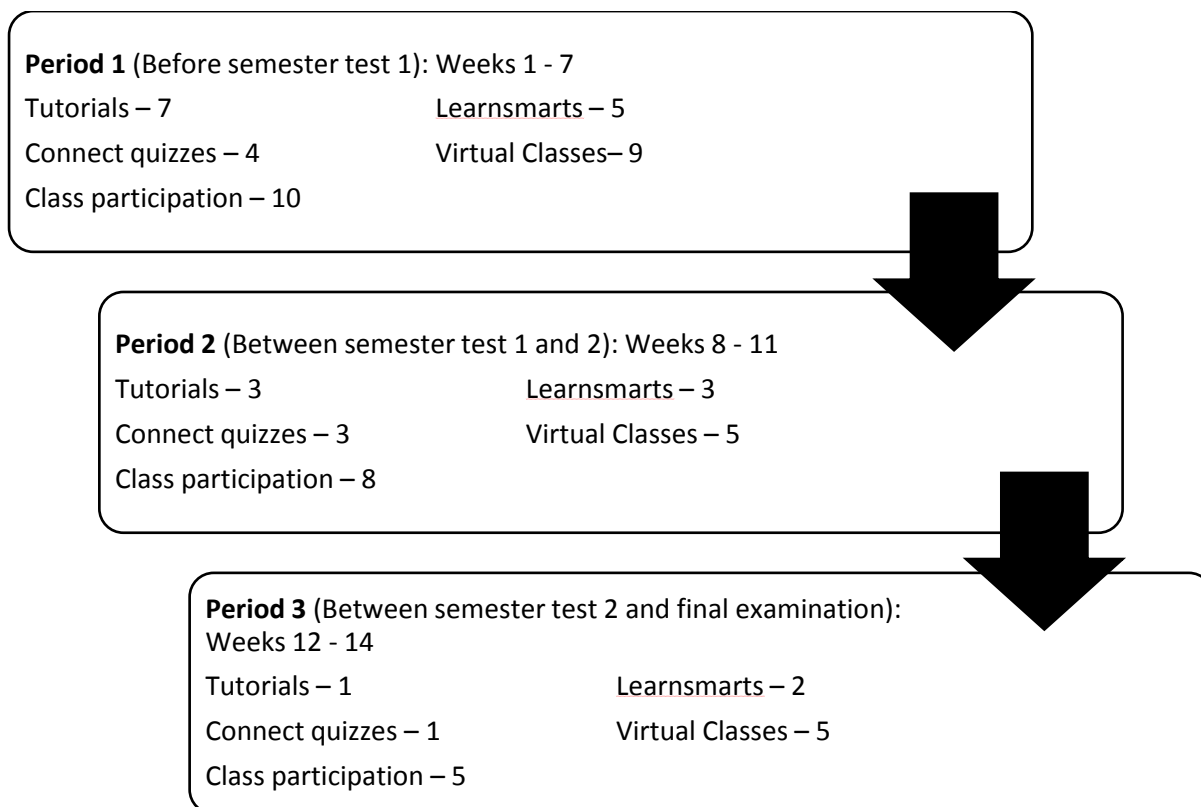 Period 1 (Before semester test 1): Weeks 1 - 7
Tutorials – 7 Learnsmarts – 5
Connect quizzes – 4 Virtual Classes– 9
Class participation – 10
Period 2 (Between semester test 1 and 2): Weeks 8 - 11
Tutorials – 3 Learnsmarts – 3
Connect quizzes – 3 Virtual Classes – 5
Class participation – 8
Period 3 (Between semester test 2 and final examination):
Weeks 12 - 14
Tutorials – 1 Learnsmarts – 2
Connect quizzes – 1 Virtual Classes – 5
Class participation – 5